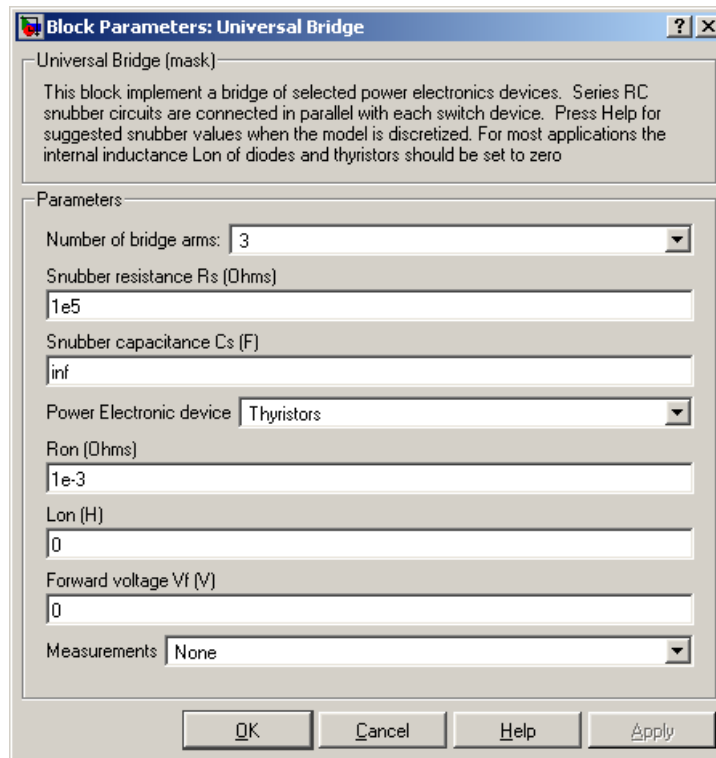 Block Parameters: Universal Bridge
Universal Bridge (mask)
This block implement a bridge of selected power electronics devices. Series RC
snubber circuits are connected in parallel with each switch device. Press Help for
suggested snubber values when the model is discretized. For most applications the
internal inductance Lon of diodes and thyristors should be set to zero
Parameters
Number of bridge arms: 3
Snubber resistance Rs (Ohms)
1e5
Snubber capacitance Cs (F)
inf
Power Electronic device Thyristors
Ron (Ohms)
1e-3
Lon (H)
0
Forward voltage Vf (V)
0
Measurements None
OK Cancel Help Apply